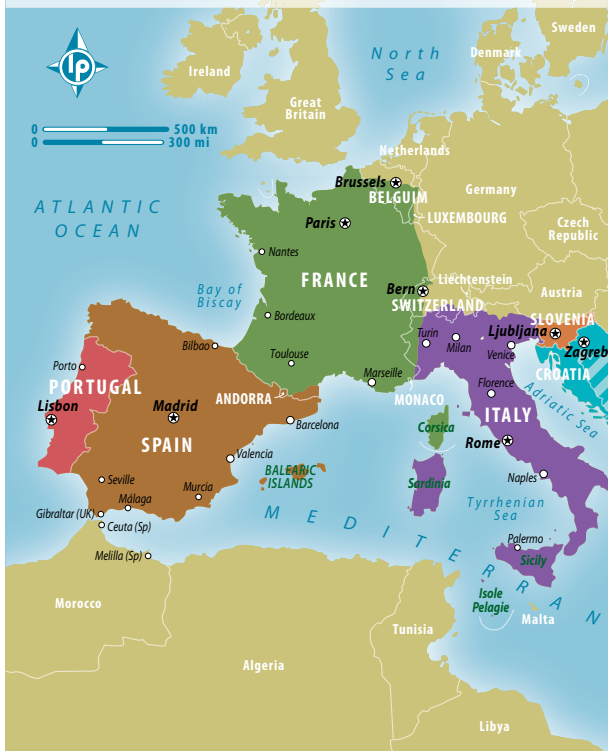 Sweden
North
Sea
Denmark
Ireland
lp
Great
Britain
0 500 km
0 300 mi
Netherlands
Brussels
BELGUIM
Germany
ATLANTIC
OCEAN
Paris
LUXEMBOURG
Czech
Republic
Nantes
FRANCE
Bern
Liechtenstein
Austria
SWITZERLAND
Bay of
Biscay
Bordeaux
SLOVENIA
Ljubljana
Turin
Milan
Venice
Zagreb
Bilbao
Toulouse
Porto
Marseille
CROATIA
PORTUGAL
ANDORRA
MONACO
Florence
Adriatic Sea
Lisbon
Madrid
Barcelona
Corsica
ITALY
SPAIN
Rome
Valencia
Seville
BALEARIC
ISLANDS
Sardinia
Naples
Murcia
Málaga
Gibraltar (UK)
Ceuta (Sp)
Tyrrhenian
Sea
MEDITERRAN
Melilla (Sp)
Palermo
Sicily
Isole
Pelagie
Morocco
Malta
Tunisia
Algeria
Libya